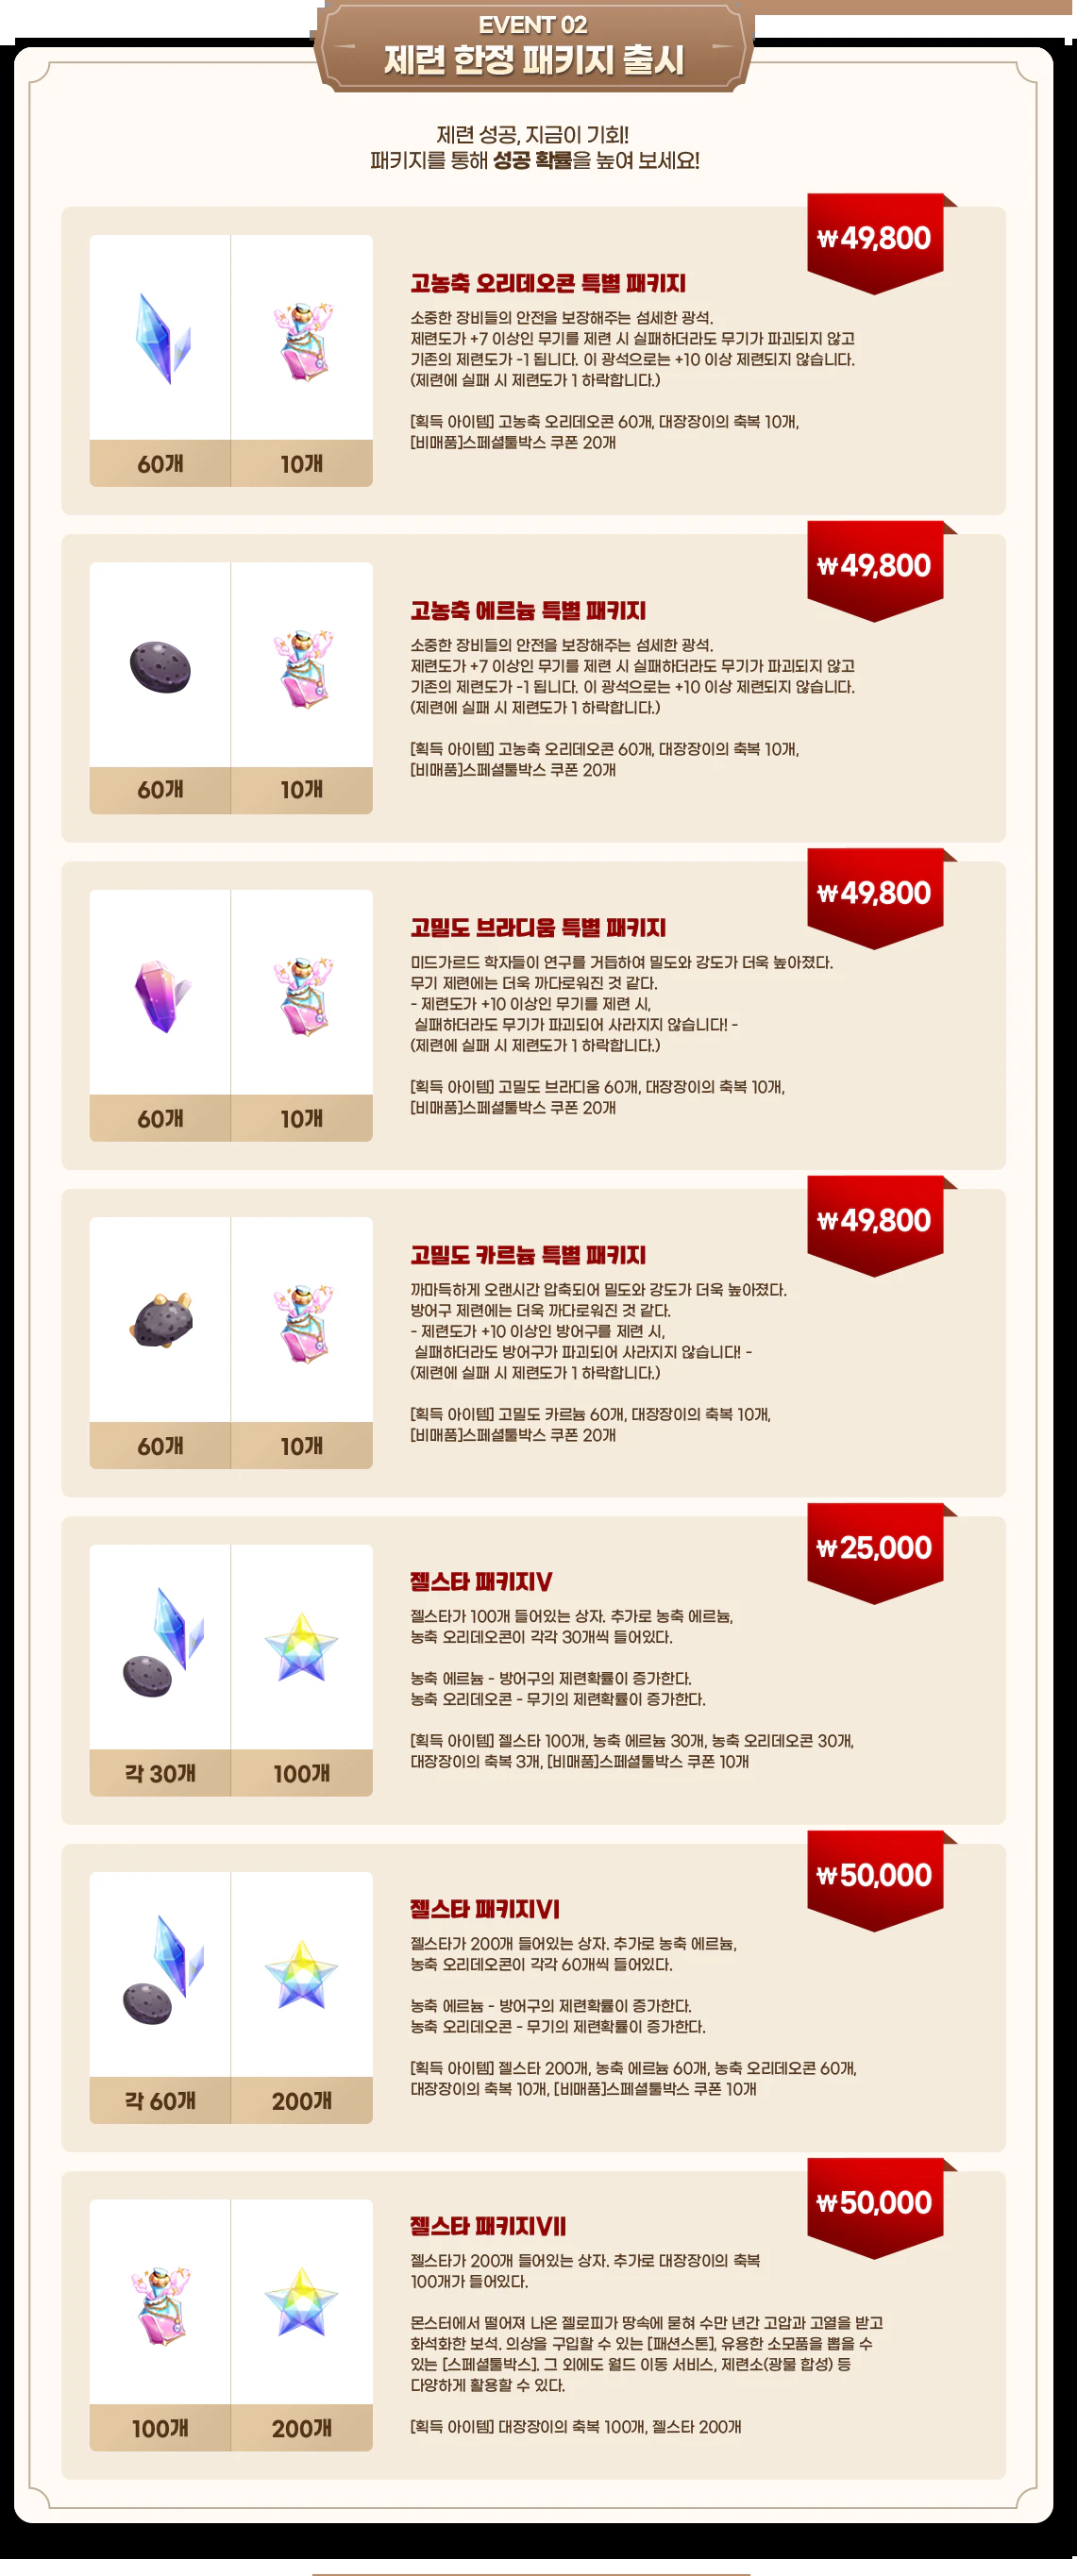 EVENT 02
제련 한정 패키지 출시
제련 성공, 지금이 기회!
패키지를 통해 성공 확률을 높여 보세요!
₩49,800
고농축 오리데오콘 특별 패키지
소중한 장비들의 안전을 보장해주는 섬세한 광석.
제련도가 +7 이상인 무기를 제련 시 실패하더라도 무기가 파괴되지 않고
기존의 제련도가 -1 됩니다. 이 광석으로는 +10 이상 제련되지 않습니다.
(제련에 실패 시 제련도가 1 하락합니다.)
[획득 아이템] 고농축 오리데오콘 60개, 대장장이의 축복 10개,
[비매품]스페셜툴박스 쿠폰 20개
60개
10개
₩49,800
고농축 에르늄 특별 패키지
소중한 장비들의 안전을 보장해주는 섬세한 광석.
제련도가 +7 이상인 무기를 제련 시 실패하더라도 무기가 파괴되지 않고
기존의 제련도가 -1 됩니다. 이 광석으로는 +10 이상 제련되지 않습니다.
(제련에 실패 시 제련도가 1 하락합니다.)
[획득 아이템] 고농축 오리데오콘 60개, 대장장이의 축복 10개,
[비매품]스페셜툴박스 쿠폰 20개
60개
10개
₩49,800
고밀도 브라디움 특별 패키지
미드가르드 학자들이 연구를 거듭하여 밀도와 강도가 더욱 높아졌다.
무기 제련에는 더욱 까다로워진 것 같다.
- 제련도가 +10 이상인 무기를 제련 시,
실패하더라도 무기가 파괴되어 사라지지 않습니다! -
(제련에 실패 시 제련도가 1 하락합니다.)
[획득 아이템] 고밀도 브라디움 60개, 대장장이의 축복 10개,
[비매품]스페셜툴박스 쿠폰 20개
60개
10개
₩49,800
고밀도 카르늄 특별 패키지
까마득하게 오랜시간 압축되어 밀도와 강도가 더욱 높아졌다.
방어구 제련에는 더욱 까다로워진 것 같다.
- 제련도가 +10 이상인 방어구를 제련 시,
실패하더라도 방어구가 파괴되어 사라지지 않습니다! -
(제련에 실패 시 제련도가 1 하락합니다.)
[획득 아이템] 고밀도 카르늄 60개, 대장장이의 축복 10개,
[비매품]스페셜툴박스 쿠폰 20개
60개
10개
₩25,000
젤스타 패키지V
젤스타가 100개 들어있는 상자. 추가로 농축 에르늄,
농축 오리데오콘이 각각 30개씩 들어있다.
농축 에르늄 - 방어구의 제련확률이 증가한다.
농축 오리데오콘 - 무기의 제련확률이 증가한다.
[획득 아이템] 젤스타 100개, 농축 에르늄 30개, 농축 오리데오콘 30개,
대장장이의 축복 3개, [비매품]스페셜툴박스 쿠폰 10개
각 30개
100개
₩50,000
젤스타 패키지VI
젤스타가 200개 들어있는 상자. 추가로 농축 에르늄,
농축 오리데오콘이 각각 60개씩 들어있다.
농축 에르늄 - 방어구의 제련확률이 증가한다.
농축 오리데오콘 - 무기의 제련확률이 증가한다.
[획득 아이템] 젤스타 200개, 농축 에르늄 60개, 농축 오리데오콘 60개,
대장장이의 축복 10개, [비매품]스페셜툴박스 쿠폰 10개
각 60개
200개
₩50,000
젤스타 패키지VII
젤스타가 200개 들어있는 상자. 추가로 대장장이의 축복
100개가 들어있다.
몬스터에서 떨어져 나온 젤로피가 땅속에 묻혀 수만 년간 고압과 고열을 받고
화석화한 보석. 의상을 구입할 수 있는 [패션스톤], 유용한 소모품을 뽑을 수
있는 [스페셜툴박스]. 그 외에도 월드 이동 서비스, 제련소(광물 합성) 등
다양하게 활용할 수 있다.
[획득 아이템] 대장장이의 축복 100개, 젤스타 200개
100개
200개